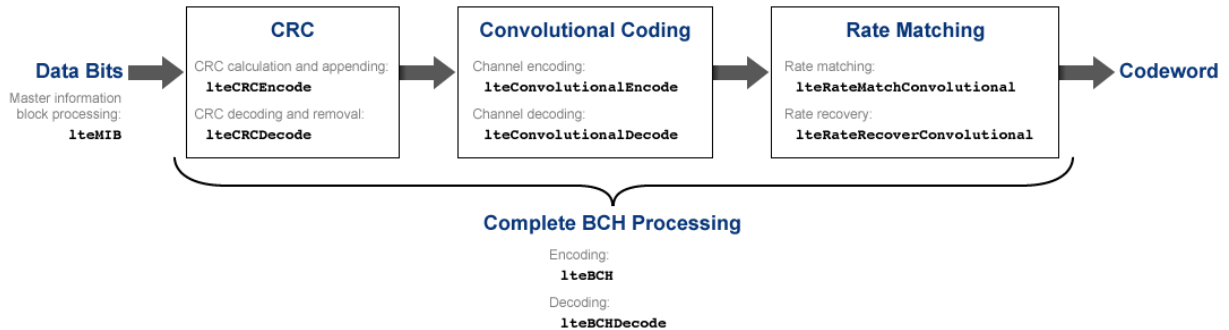 Data Bits
Master information
block processing:
lteMIB
CRC
CRC calculation and appending:
lteCRCEncode
CRC decoding and removal:
lteCRCDecode
Convolutional Coding
Channel encoding:
lteConvolutionalEncode
Channel decoding:
lteConvolutionalDecode
Rate Matching
Rate matching:
lteRateMatchConvolutional
Rate recovery:
lteRateRecoverConvolutional
Codeword
Complete BCH Processing
Encoding:
lteBCH
Decoding:
lteBCHDecode